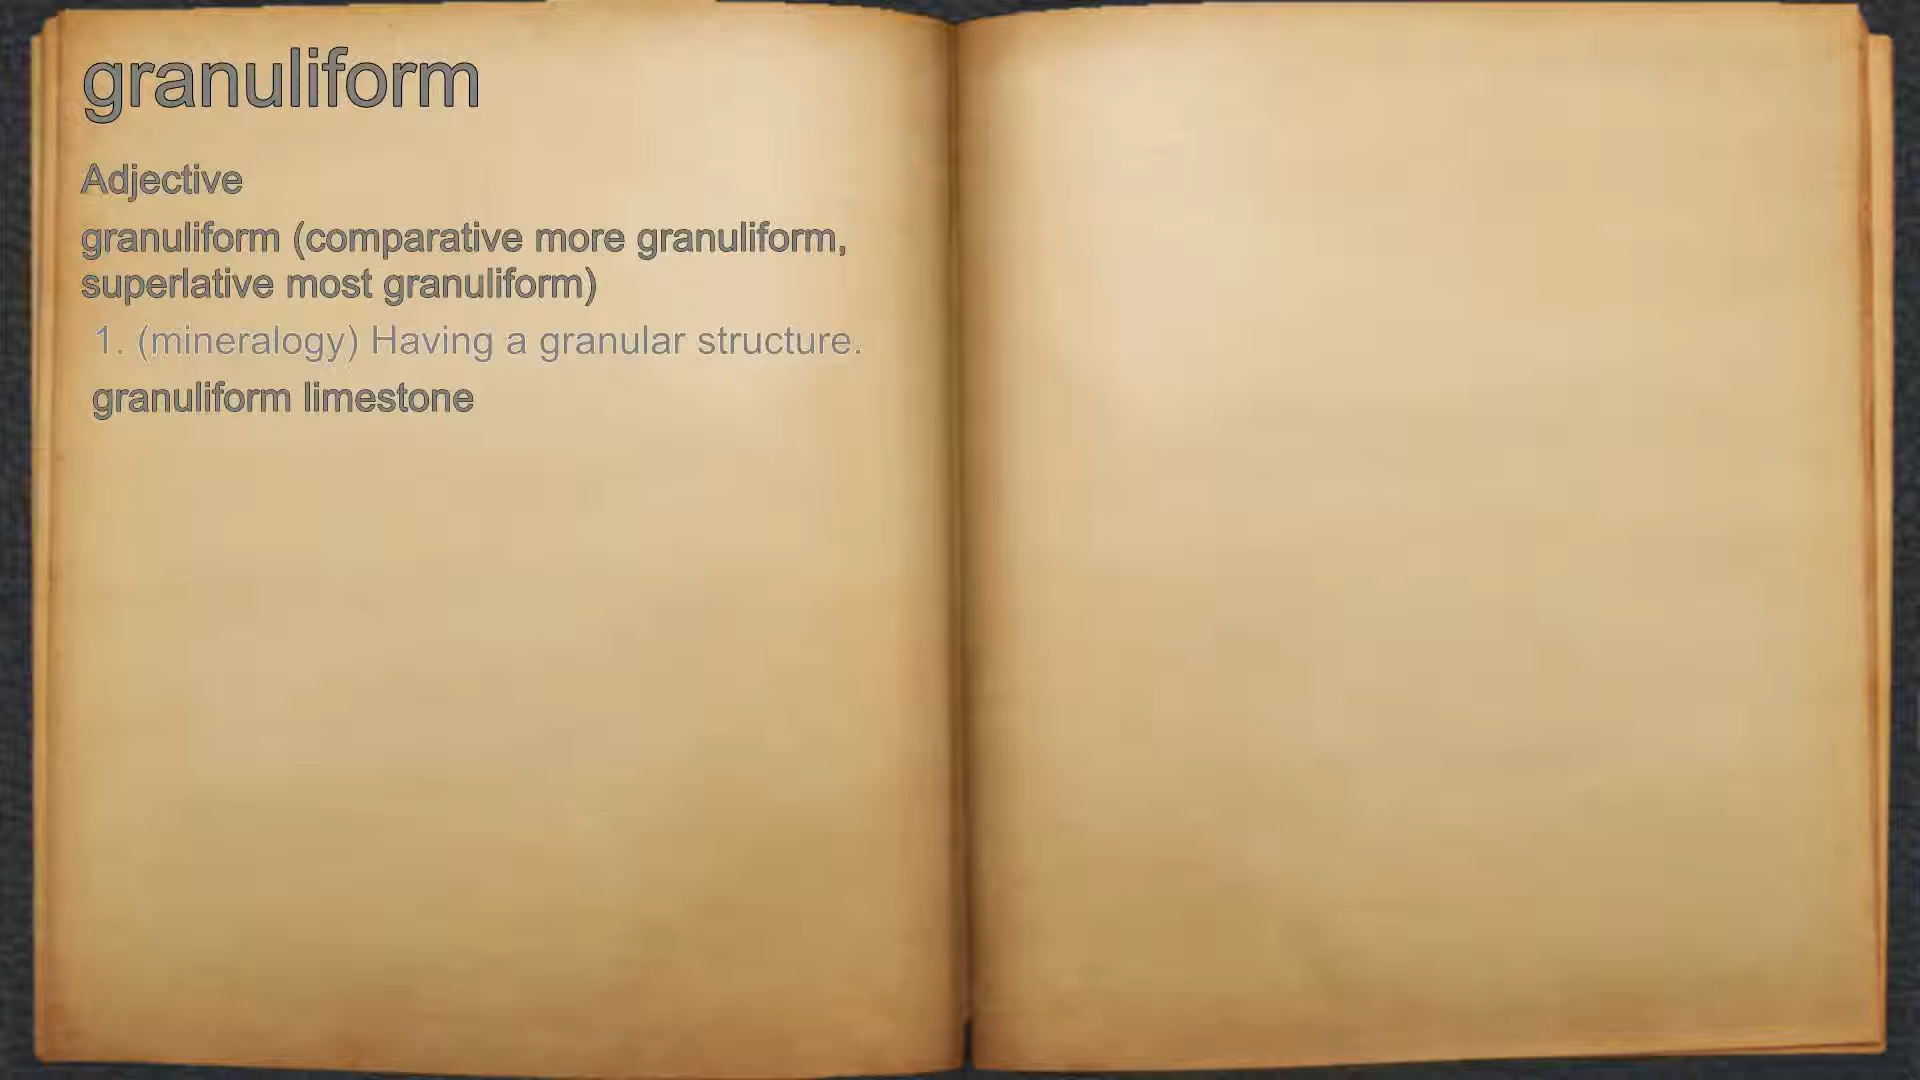 granuliform
Adjective
granuliform (comparative more granuliform,
superlative most granuliform)
1. (mineralogy) Having a granular structure.
granuliform limestone